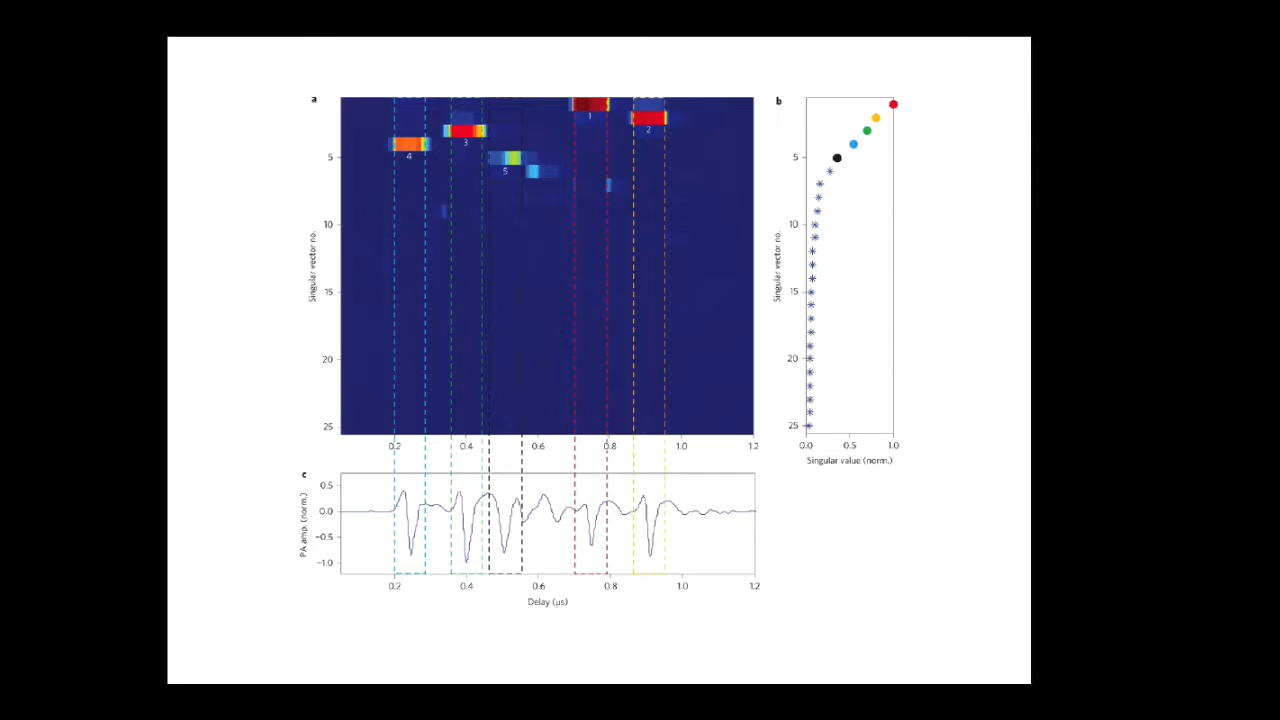 a
1
2
3
4
5
5
10
15
20
25
Singular vector no.
0.2 0.4 0.6 0.8 1.0 1.2
b
5
10
15
20
25
Singular vector no.
0.0 0.5 1.0
Singular value (norm.)
c
0.5
0.0
−0.5
−1.0
PA amp. (norm.)
0.2 0.4 0.6 0.8 1.0 1.2
Delay (μs)